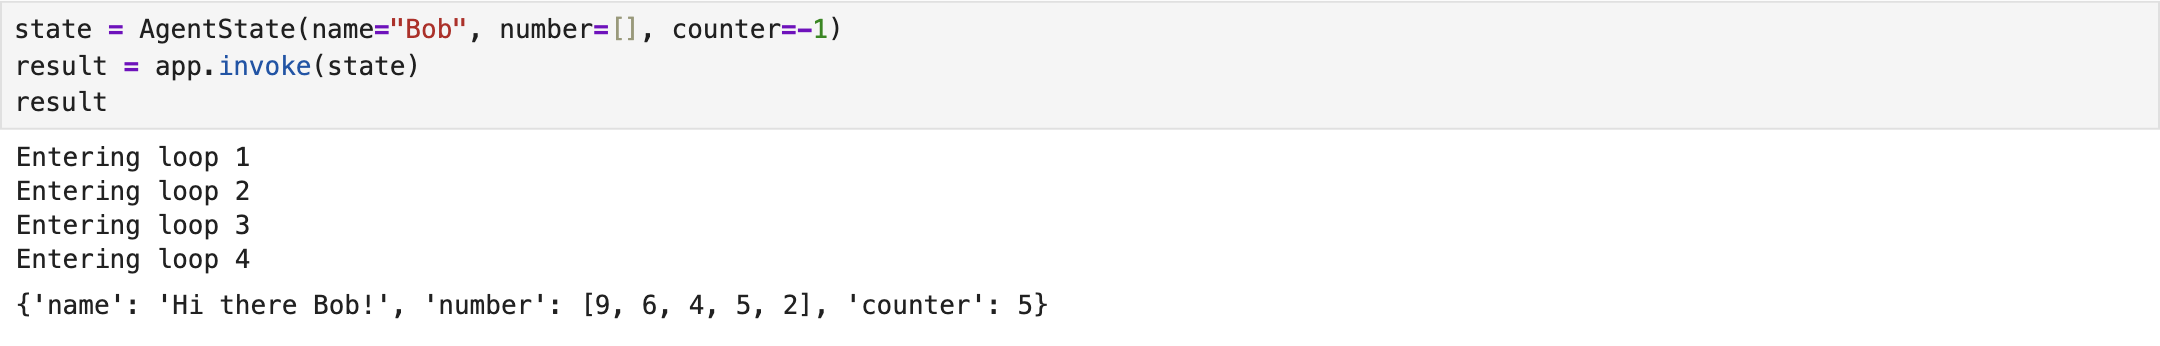 state = AgentState(name="Bob", number=[], counter=-1)
result = app.invoke(state)
result
Entering loop 1
Entering loop 2
Entering loop 3
Entering loop 4
{'name': 'Hi there Bob!', 'number': [9, 6, 4, 5, 2], 'counter': 5}